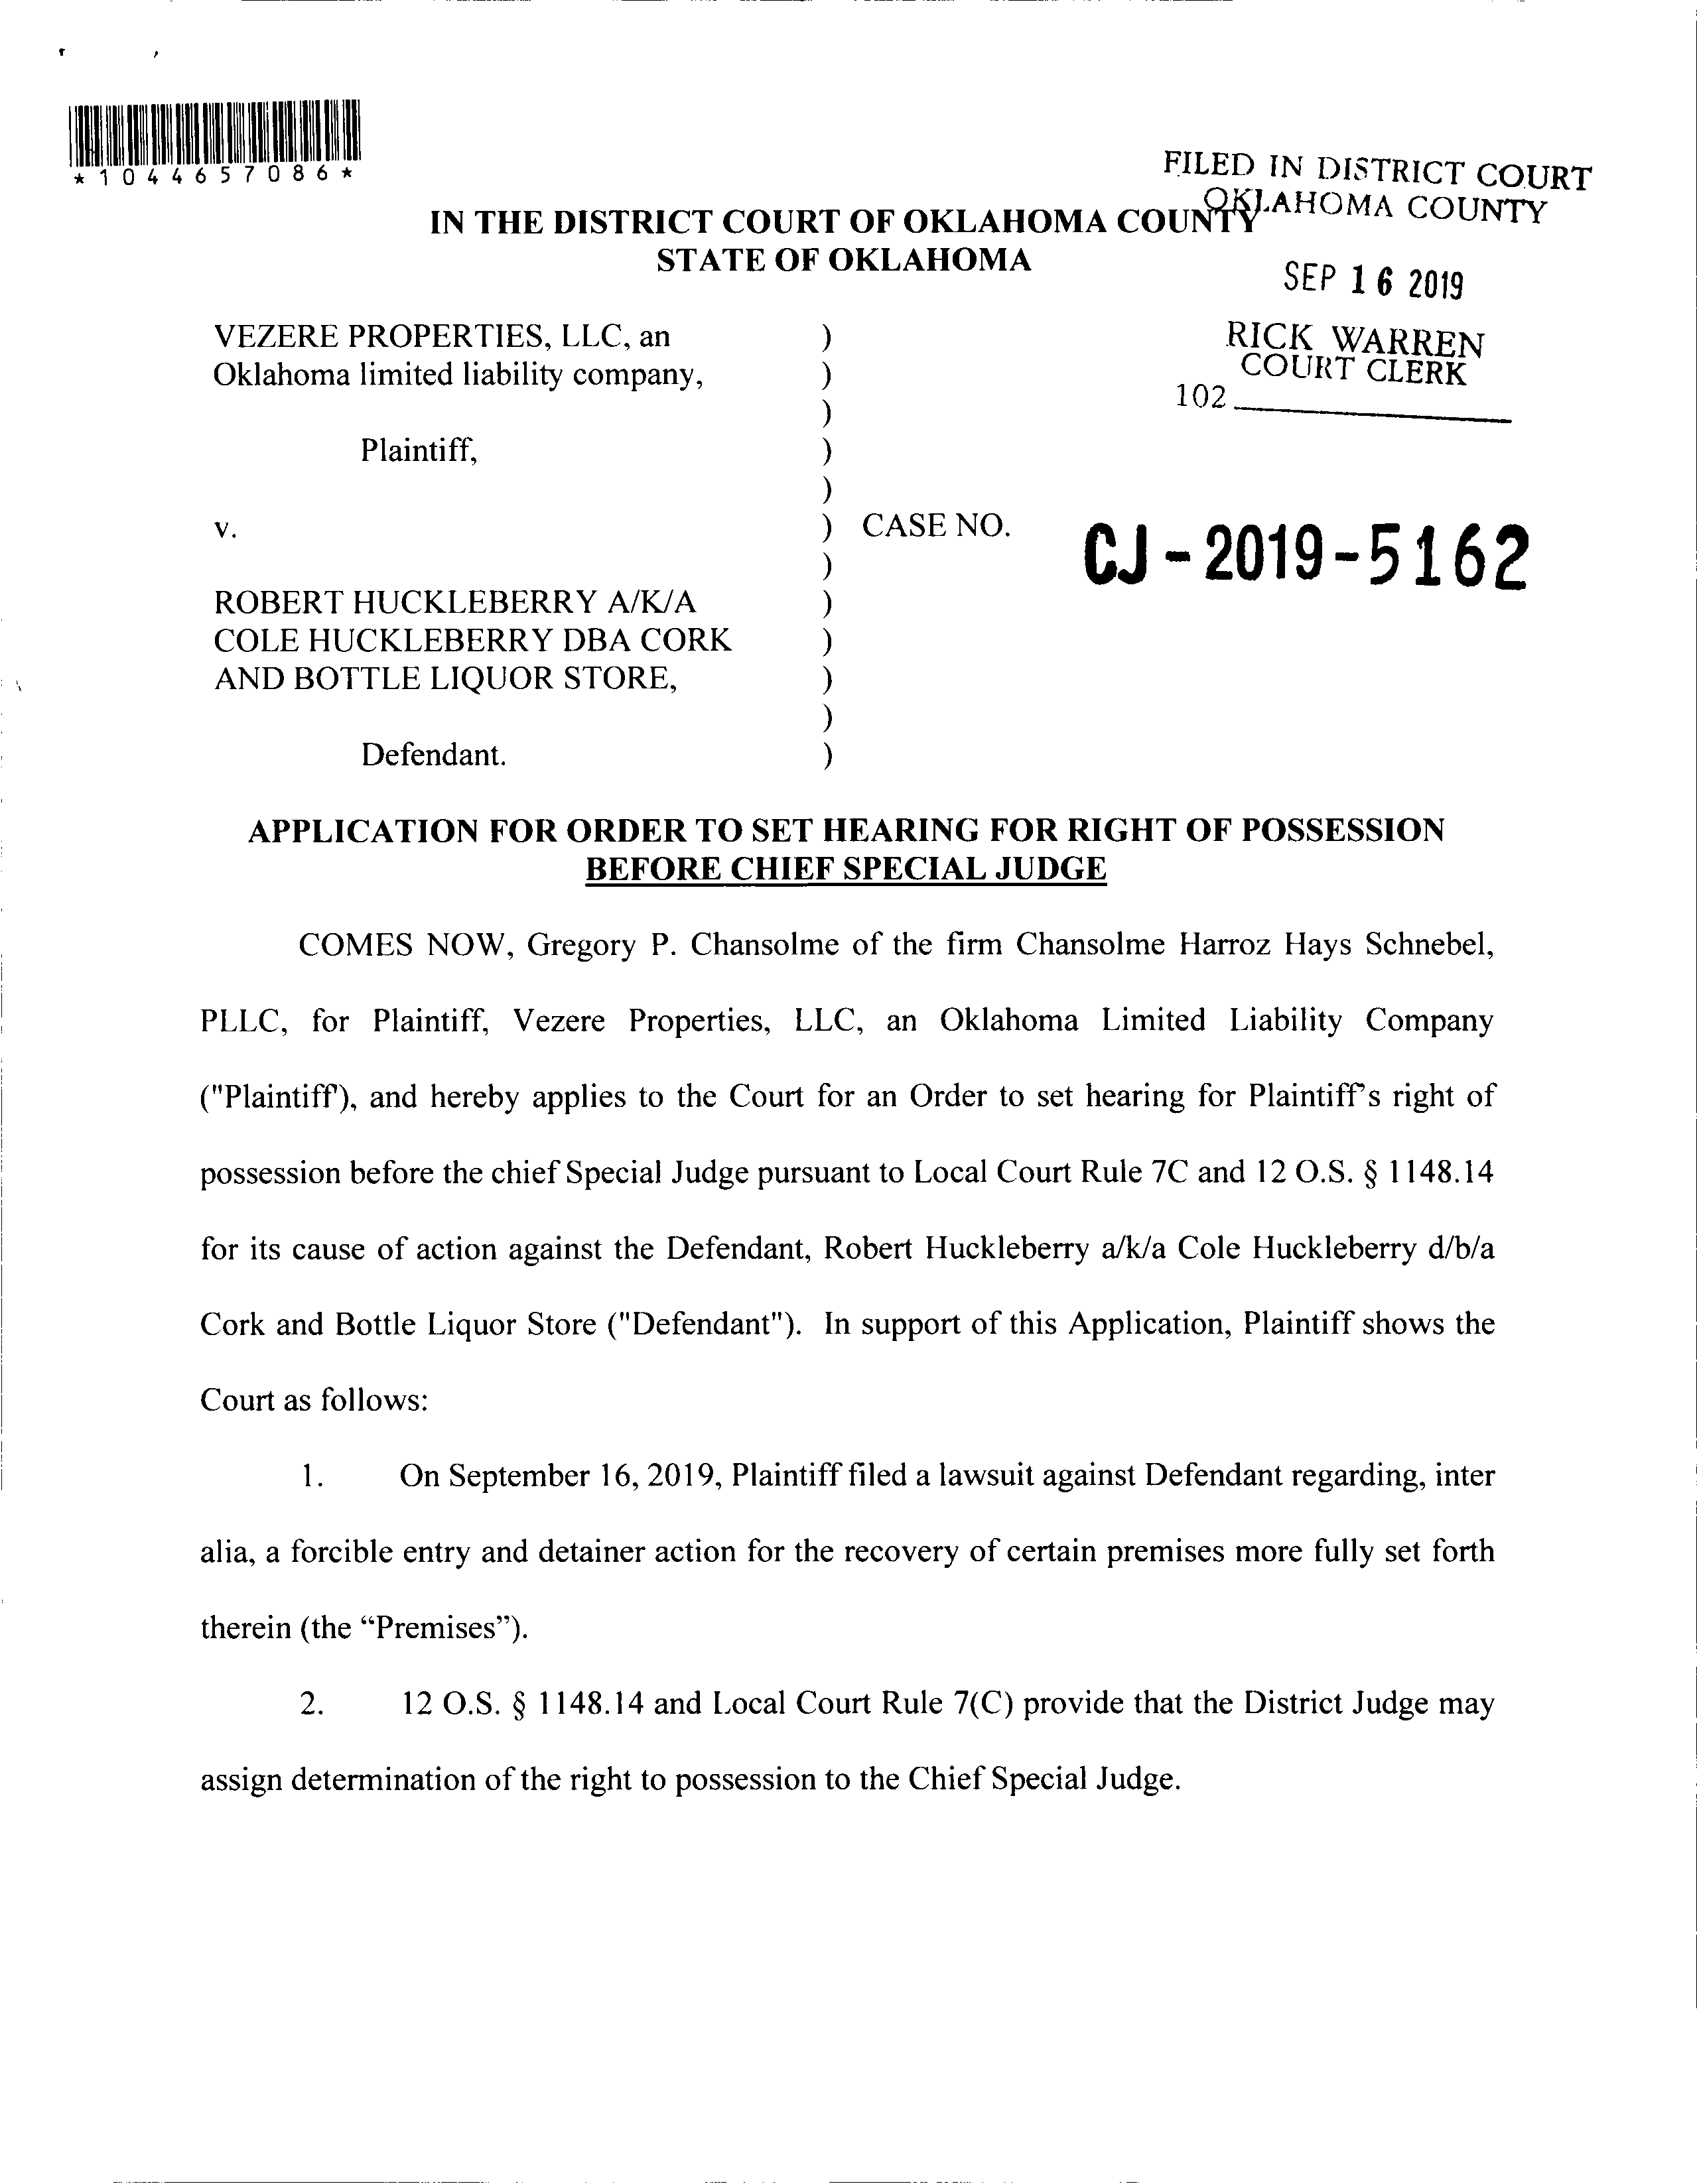 *1044657086*
FILED IN DISTRICT COURT
OKLAHOMA COUNTY
IN THE DISTRICT COURT OF OKLAHOMA COUNTY
STATE OF OKLAHOMA
SEP 16 2019
RICK WARREN
COURT CLERK
102
VEZERE PROPERTIES, LLC, an )
Oklahoma limited liability company, )
)
Plaintiff, )
)
v. ) CASE NO. CJ-2019-5162
)
ROBERT HUCKLEBERRY A/K/A )
COLE HUCKLEBERRY DBA CORK )
AND BOTTLE LIQUOR STORE, )
)
Defendant. )
APPLICATION FOR ORDER TO SET HEARING FOR RIGHT OF POSSESSION
BEFORE CHIEF SPECIAL JUDGE
COMES NOW, Gregory P. Chansolme of the firm Chansolme Harroz Hays Schnebel,
PLLC, for Plaintiff, Vezere Properties, LLC, an Oklahoma Limited Liability Company
("Plaintiff'), and hereby applies to the Court for an Order to set hearing for Plaintiff's right of
possession before the chief Special Judge pursuant to Local Court Rule 7C and 12 O.S. § 1148.14
for its cause of action against the Defendant, Robert Huckleberry a/k/a Cole Huckleberry d/b/a
Cork and Bottle Liquor Store ("Defendant"). In support of this Application, Plaintiff shows the
Court as follows:
1. On September 16, 2019, Plaintiff filed a lawsuit against Defendant regarding, inter
alia, a forcible entry and detainer action for the recovery of certain premises more fully set forth
therein (the “Premises”).
2. 12 O.S. § 1148.14 and Local Court Rule 7(C) provide that the District Judge may
assign determination of the right to possession to the Chief Special Judge.